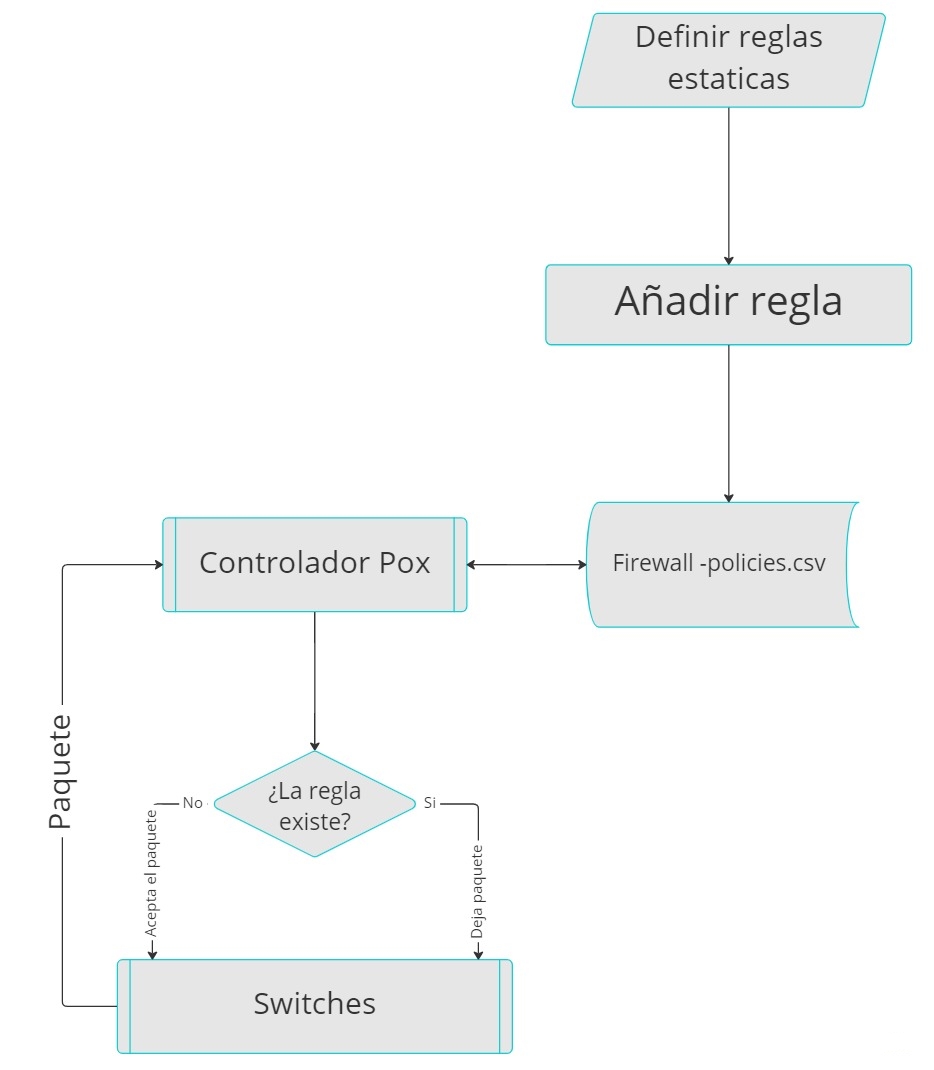 Definir reglas
estaticas
Añadir regla
Controlador Pox
Firewall -policies.csv
Paquete
¿La regla
existe?
No
Si
Acepta el paquete
Deja paquete
Switches